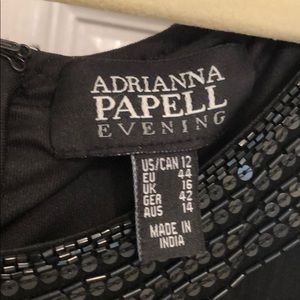 ADRIANNA
PAPELL
EVENING
US/CAN 12
EU 44
UK 16
GER 42
AUS 14
MADE IN
INDIA